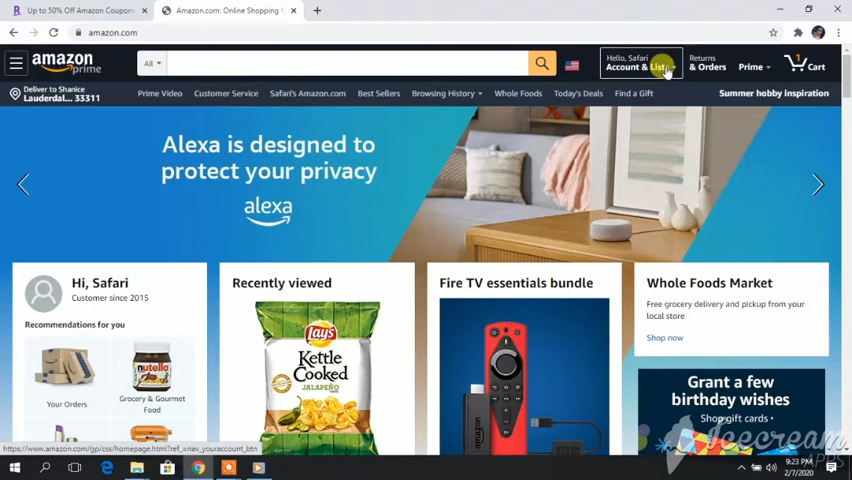 Up to 50% Off Amazon Coupons
Amazon.com: Online Shopping
amazon.com
amazon
prime
All
Hello, Safari
Account & Lists
Returns
& Orders
Prime
Cart
Deliver to Shanice
Lauderdal... 33311
Prime Video
Customer Service
Safari's Amazon.com
Best Sellers
Browsing History
Whole Foods
Today's Deals
Find a Gift
Summer hobby inspiration
Alexa is designed to
protect your privacy
alexa
Hi, Safari
Customer since 2015
Recommendations for you
Your Orders
nutella
Grocery & Gourmet
Food
Recently viewed
Lay's
Kettle
Cooked
JALAPEÑO
Fire TV essentials bundle
Whole Foods Market
Free grocery delivery and pickup from your
local store
Shop now
Grant a few
birthday wishes
Shop gift cards
https://www.amazon.com/gp/css/homepage.html?ref_=nav_youraccount_btn
Icecream
APPS
9:23 PM
2/7/2020